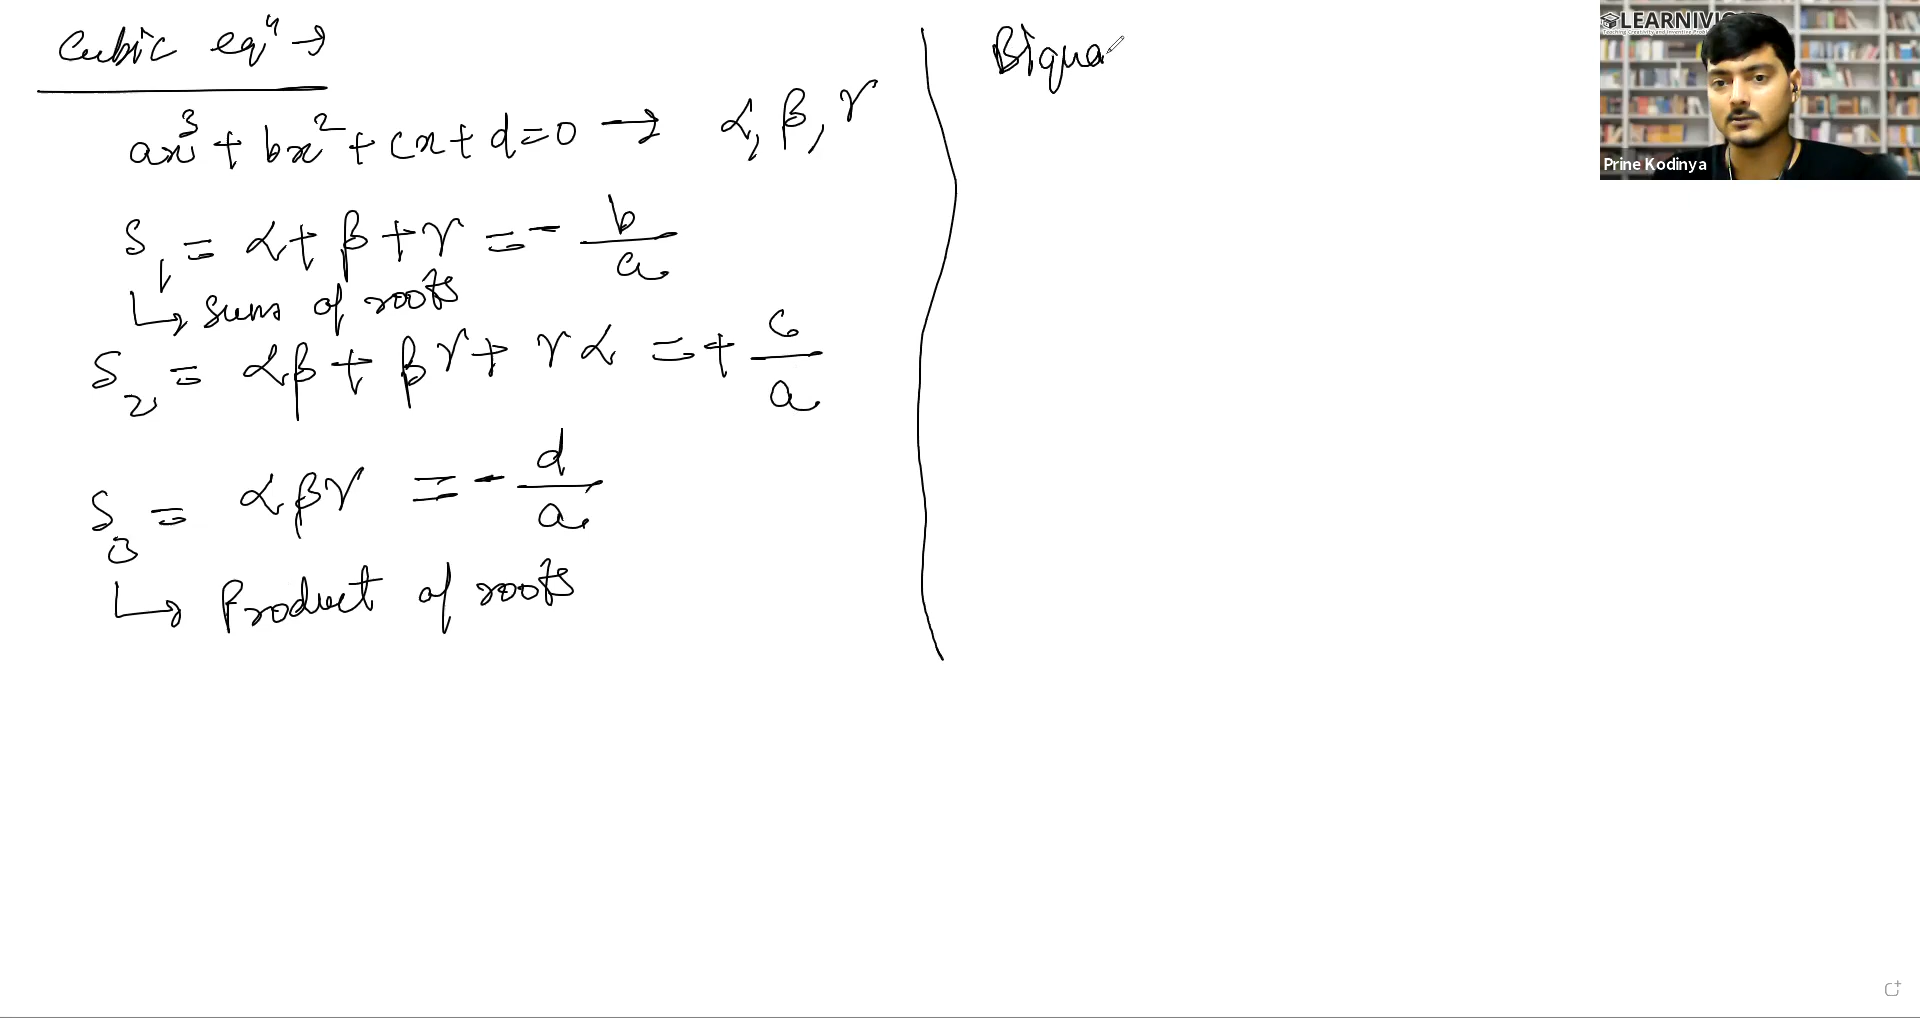 Cubic eqⁿ →
ax³ + bx² + cx + d = 0 → α, β, γ
S₁ = α + β + γ = - b/a
↳ sum of roots
S₂ = αβ + βγ + γα = + c/a
S₃ = αβγ = - d/a
↳ Product of roots
Biqua
LEARNIVI
Prine Kodinya